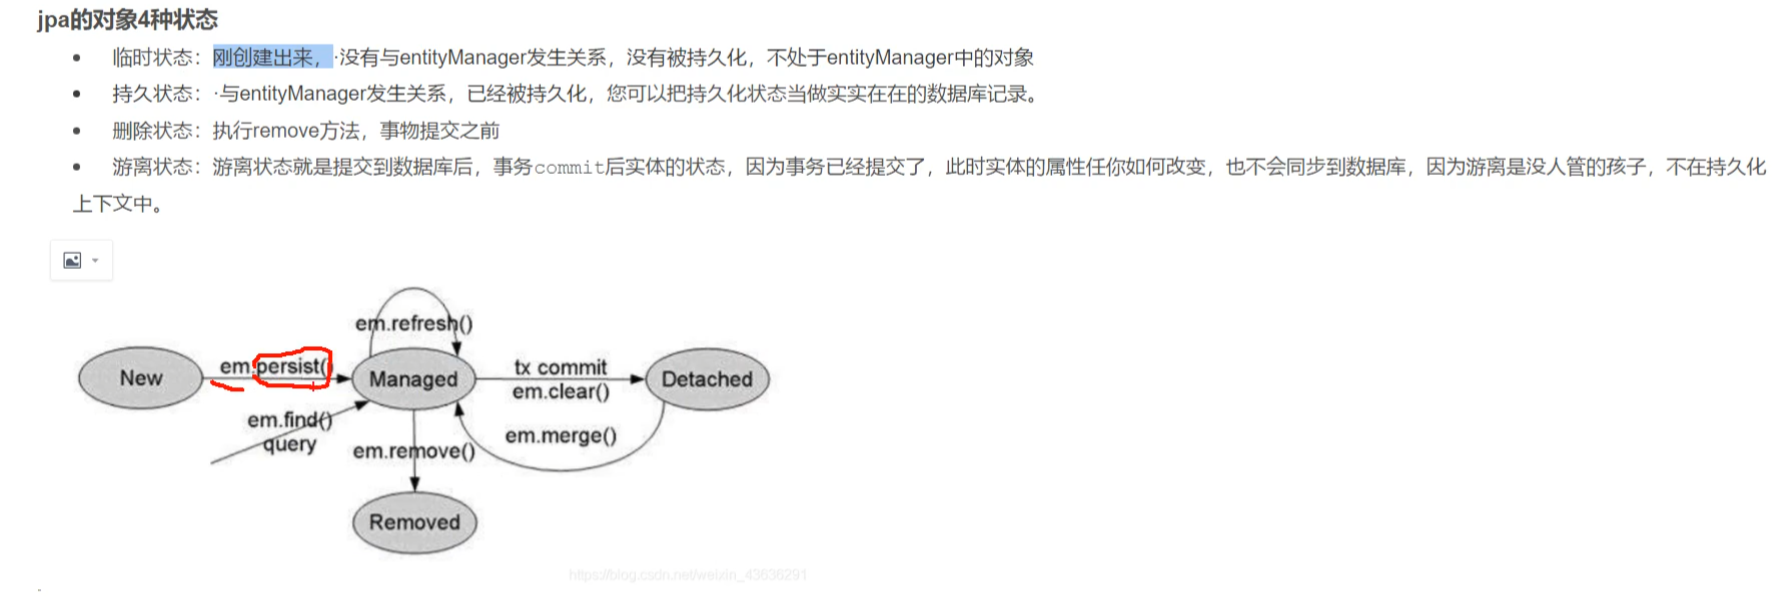 jpa的对象4种状态
• 临时状态：刚创建出来，·没有与entityManager发生关系，没有被持久化，不处于entityManager中的对象
• 持久状态：·与entityManager发生关系，已经被持久化，您可以把持久化状态当做实实在在的数据库记录。
• 删除状态：执行remove方法，事物提交之前
• 游离状态：游离状态就是提交到数据库后，事务commit后实体的状态，因为事务已经提交了，此时实体的属性任你如何改变，也不会同步到数据库，因为游离是没人管的孩子，不在持久化
上下文中。
em.refresh()
New
em.persist()
Managed
tx commit
em.clear()
Detached
em.find()
query
em.remove()
em.merge()
Removed
https://blog.csdn.net/weixin_43636291